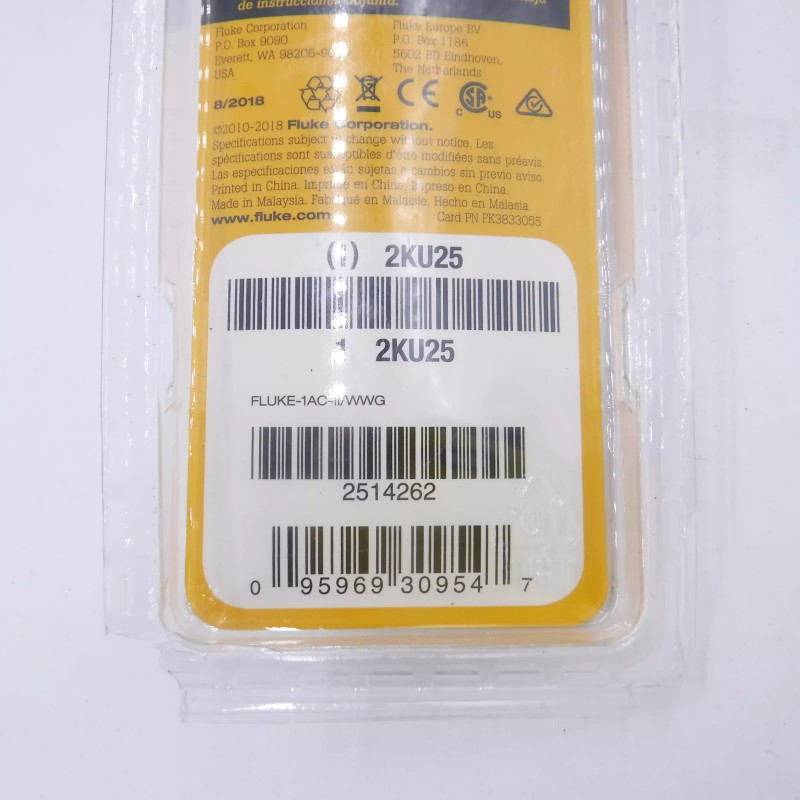 de instrucciones adjunta.
Fluke Corporation
P.O. Box 9090
Everett, WA 98206-
USA
Fluke Europe BV
P.O. Box 1186
5602 BD Eindhoven,
The Netherlands
8/2018
CE
SA
C US
©2010-2018 Fluke Corporation.
Specifications subject to change without notice. Les
spécifications sont susceptibles d'être modifiées sans préavis.
Las especificaciones están sujetas a cambios sin previo aviso.
Printed in China. Imprimé en Chine. Impreso en China.
Made in Malaysia. Fabriqué en Malaisie. Hecho en Malasia.
www.fluke.com Card PN PK3833055
2KU25
1 2KU25
FLUKE-1AC-II/WWG
2514262
0 95969 30954 7